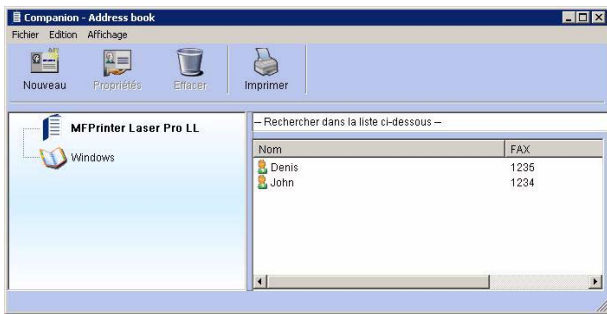 Companion - Address book
Fichier Edition Affichage
Nouveau Propriétés Effacer Imprimer
MFPrinter Laser Pro LL
Windows
-- Rechercher dans la liste ci-dessous --
Nom FAX
Denis 1235
John 1234